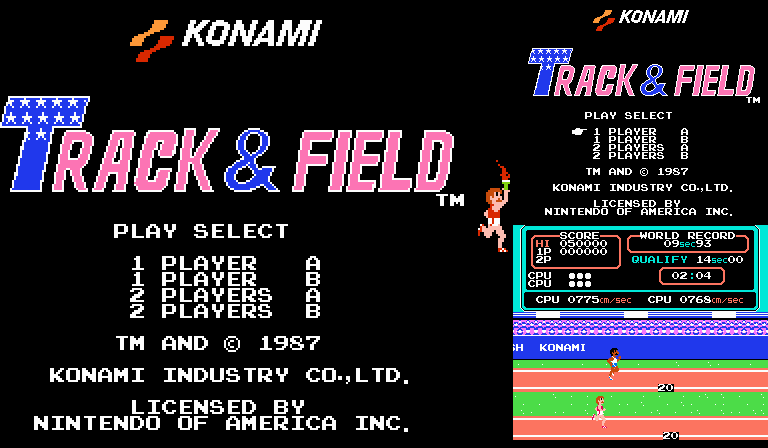 KONAMI
TRACK & FIELD
TM
PLAY SELECT
1 PLAYER A
1 PLAYER B
2 PLAYERS A
2 PLAYERS B
TM AND © 1987
KONAMI INDUSTRY CO.,LTD.
LICENSED BY
NINTENDO OF AMERICA INC.
KONAMI
TRACK & FIELD
TM
PLAY SELECT
1 PLAYER A
1 PLAYER B
2 PLAYERS A
2 PLAYERS B
TM AND © 1987
KONAMI INDUSTRY CO.,LTD.
LICENSED BY
NINTENDO OF AMERICA INC.
SCORE
HI 050000
1P 000000
2P
WORLD RECORD
09sec93
QUALIFY 14sec00
CPU
CPU
02:04
CPU 0775cm/sec CPU 0768cm/sec
SH KONAMI
20
20